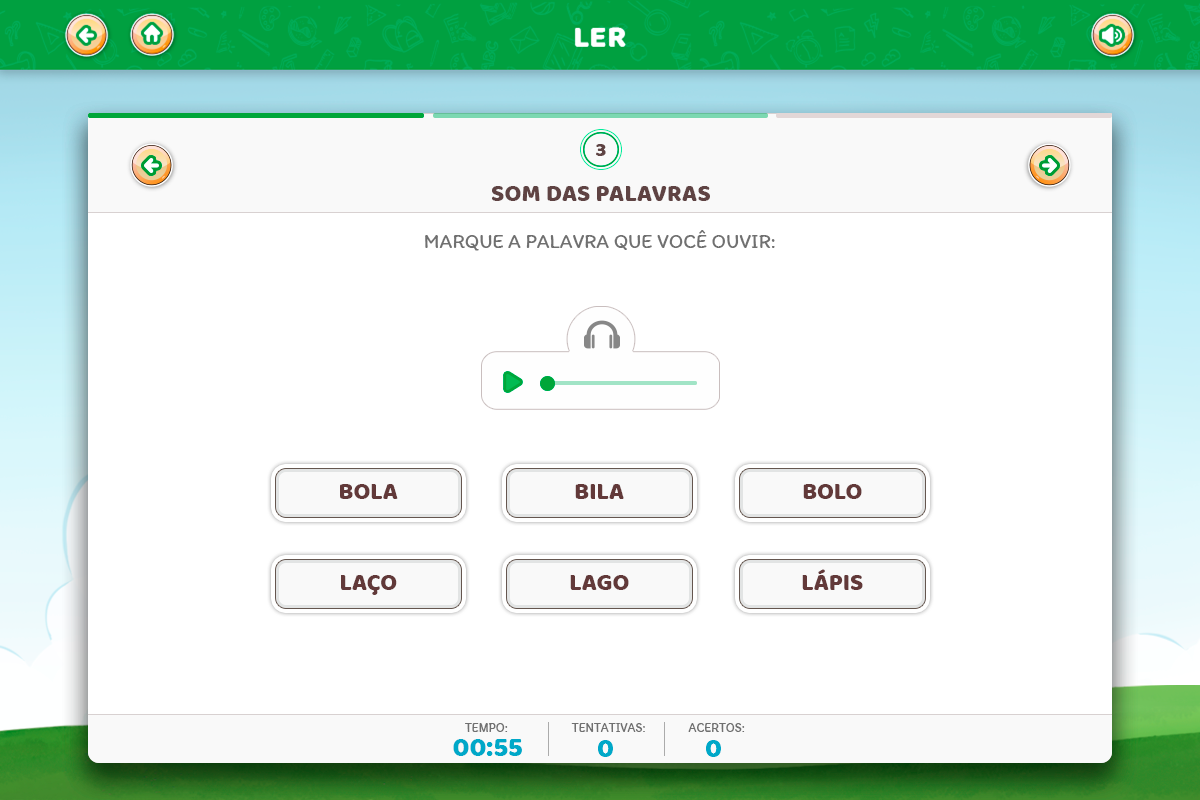 LER
3
SOM DAS PALAVRAS
MARQUE A PALAVRA QUE VOCÊ OUVIR:
BOLA BILA BOLO
LAÇO LAGO LÁPIS
TEMPO: TENTATIVAS: ACERTOS:
00:55 0 0